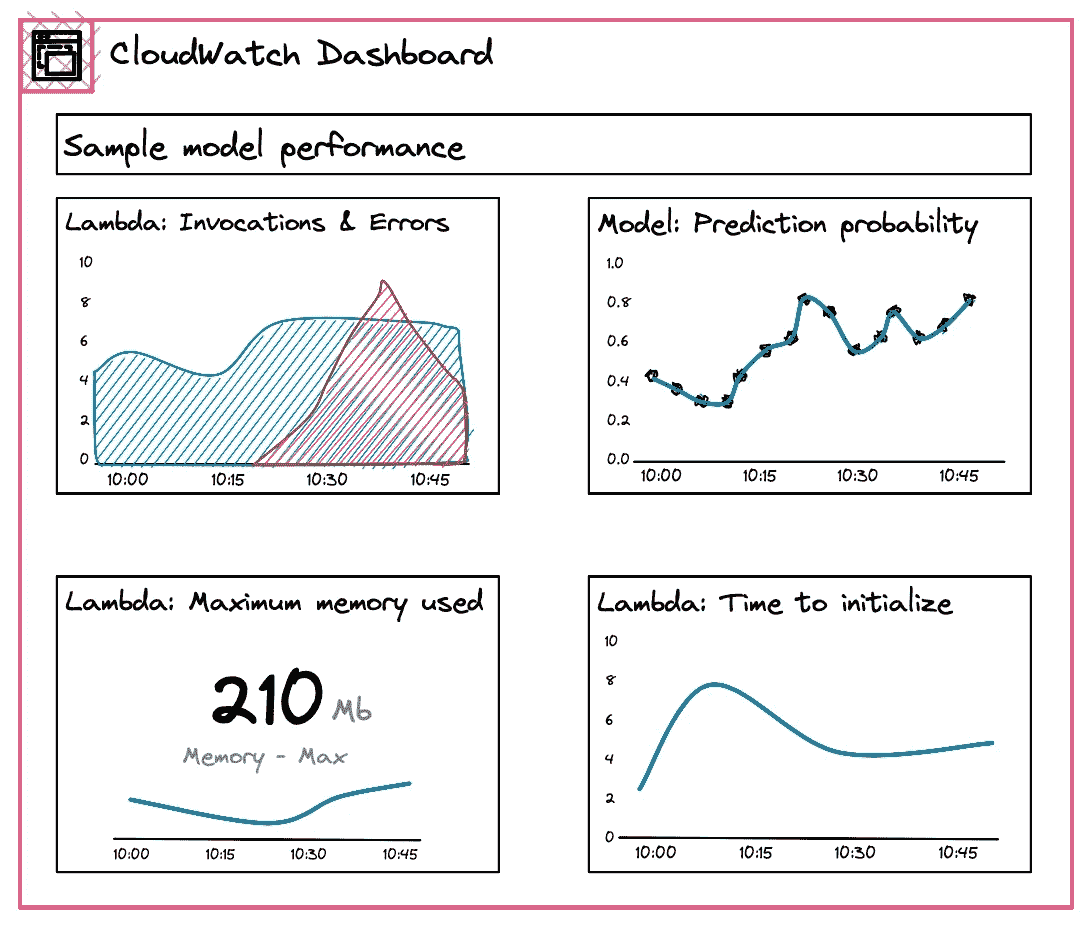 CloudWatch Dashboard
Sample model performance
Lambda: Invocations & Errors
10
8
6
4
2
0
10:00 10:15 10:30 10:45
Model: Prediction probability
1.0
0.8
0.6
0.4
0.2
0.0
10:00 10:15 10:30 10:45
Lambda: Maximum memory used
210 Mb
Memory - Max
10:00 10:15 10:30 10:45
Lambda: Time to initialize
10
8
6
4
2
0
10:00 10:15 10:30 10:45